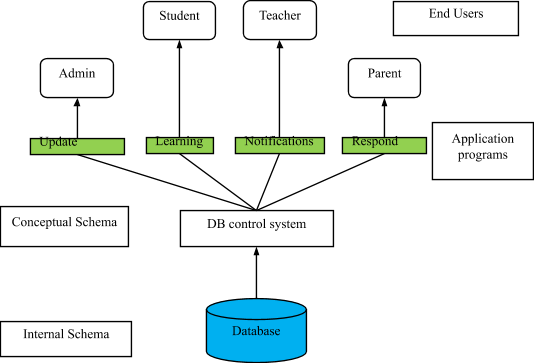 Student
Teacher
End Users
Admin
Parent
Update
Learning
Notifications
Respond
Application
programs
Conceptual Schema
DB control system
Internal Schema
Database